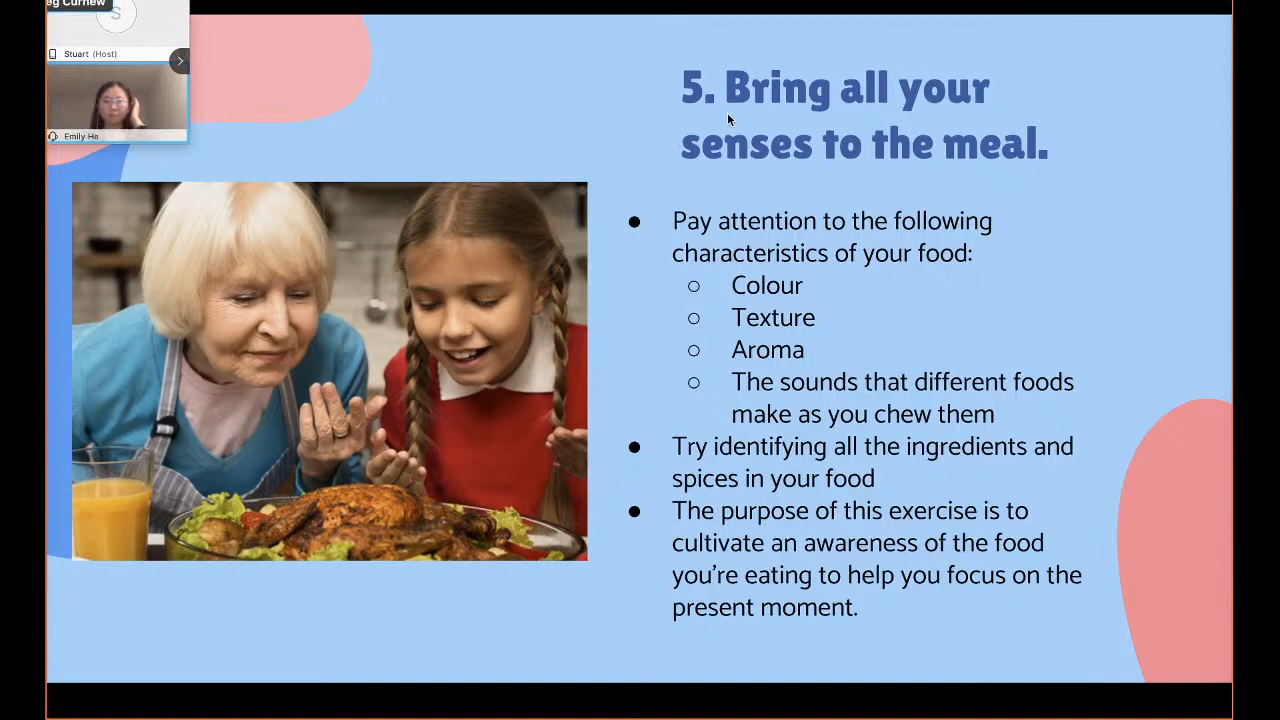 Curnew
S
Stuart (Host)
Emily He
5. Bring all your
senses to the meal.
● Pay attention to the following
characteristics of your food:
○ Colour
○ Texture
○ Aroma
○ The sounds that different foods
make as you chew them
● Try identifying all the ingredients and
spices in your food
● The purpose of this exercise is to
cultivate an awareness of the food
you're eating to help you focus on the
present moment.